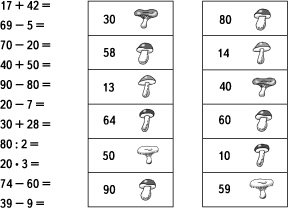 17 + 42 =
69 − 5 =
70 − 20 =
40 + 50 =
90 − 80 =
20 − 7 =
30 + 28 =
80 : 2 =
20 · 3 =
74 − 60 =
39 − 9 =
30
58
13
64
50
90
80
14
40
60
10
59